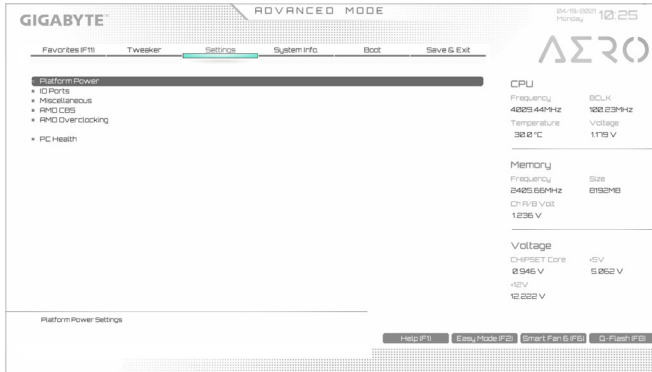 GIGABYTE
ADVANCED MODE
04/19/2021 Monday 10:25
Favorites (F11) Tweaker Settings System Info. Boot Save & Exit
AERO
Platform Power
IO Ports
Miscellaneous
AMD CBS
AMD Overclocking
PC Health
CPU
Frequency BCLK
4009.44MHz 100.23MHz
Temperature Voltage
30.0 °C 1.119 V
Memory
Frequency Size
2405.66MHz 8192MB
Ch A/B Volt
1.236 V
Voltage
CHIPSET Core +5V
0.946 V 5.062 V
+12V
12.222 V
Platform Power Settings
Help (F1) Easy Mode (F2) Smart Fan 6 (F6) Q-Flash (F8)